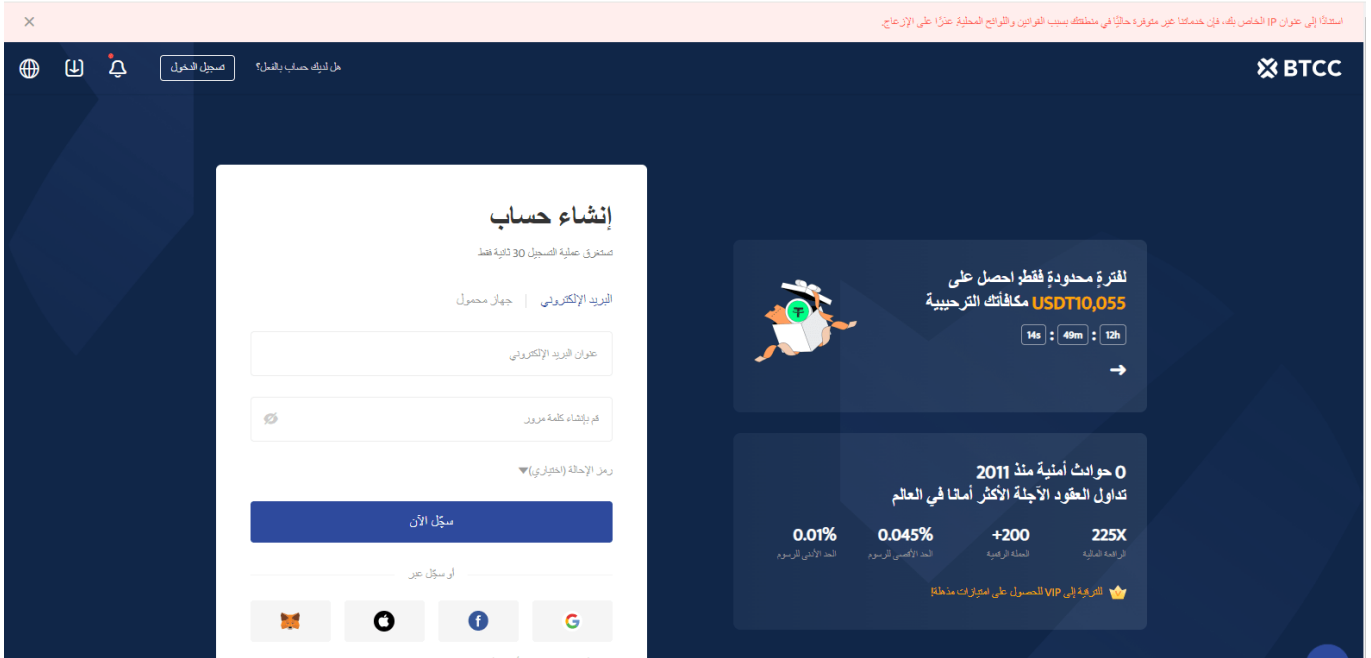 استنادًا إلى عنوان IP الخاص بك، فإن خدماتنا غير متوفرة حاليًا في منطقتك بسبب القوانين واللوائح المحلية. عذرًا على الإزعاج.
BTCC
هل لديك حساب بالفعل؟
تسجيل الدخول
إنشاء حساب
تستغرق عملية التسجيل 30 ثانية فقط
البريد الإلكتروني | جهاز محمول
عنوان البريد الإلكتروني
قم بإنشاء كلمة مرور
رمز الإحالة (اختياري)
سجّل الآن
أو سجّل عبر
لفترةٍ محدودةٍ فقط، احصل على
USDT10,055 مكافأتك الترحيبية
12h : 49m : 14s
0 حوادث أمنية منذ 2011
تداول العقود الآجلة الأكثر أمانا في العالم
225X
الرافعة المالية
200+
العملة الرقمية
0.045%
الحد الأقصى للرسوم
0.01%
الحد الأدنى للرسوم
الترقية إلى VIP للحصول على امتيازات مذهلة!